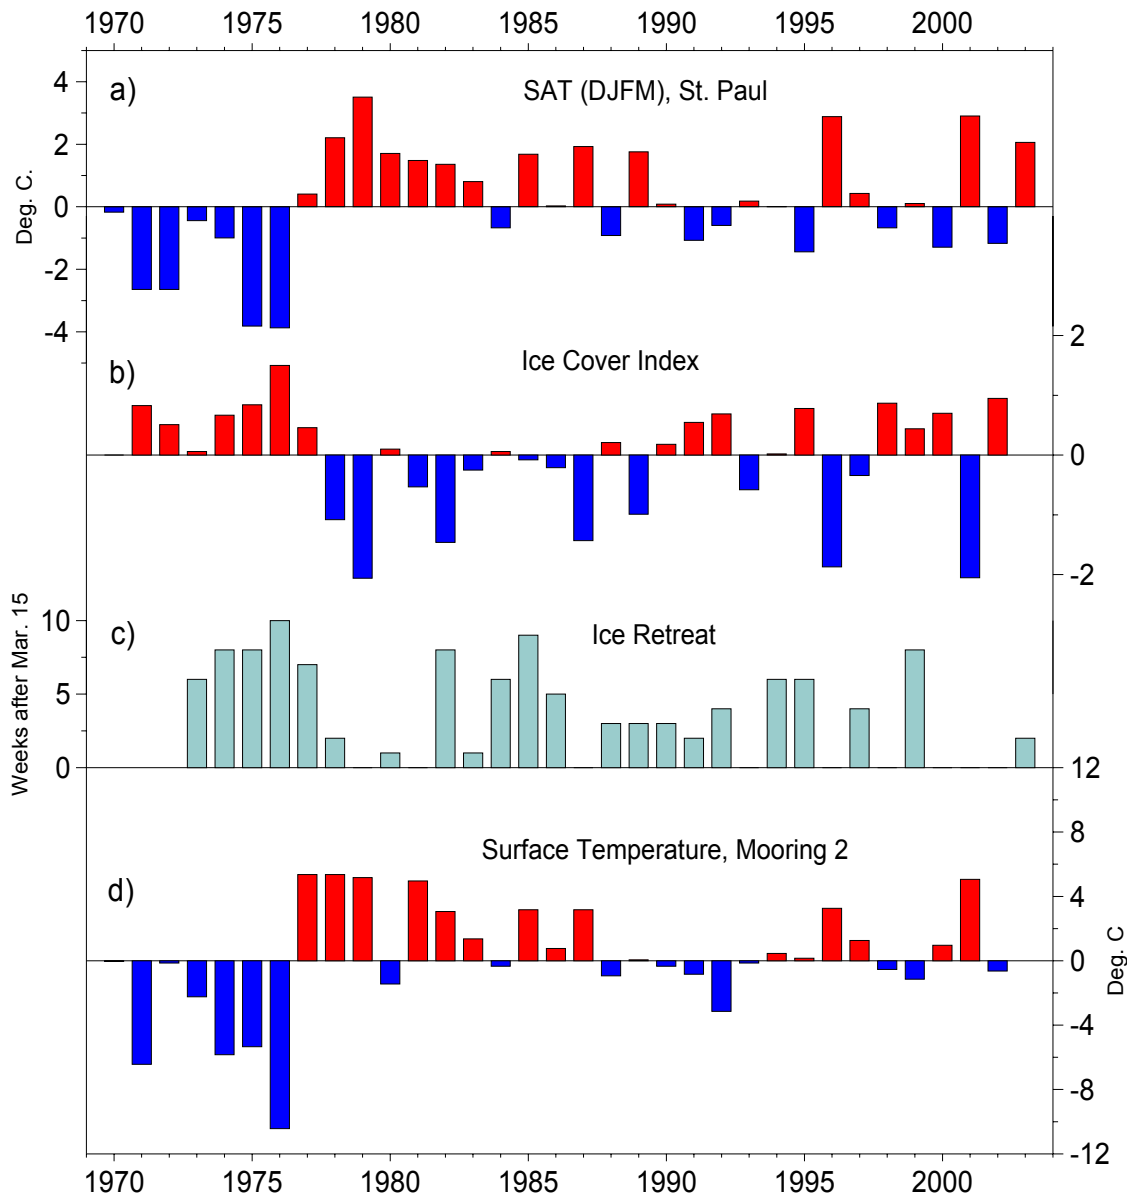 1970 1975 1980 1985 1990 1995 2000
a) SAT (DJFM), St. Paul
4
2
0
-2
-4
Deg. C.
b) Ice Cover Index
2
0
-2
c) Ice Retreat
10
5
0
Weeks after Mar. 15
d) Surface Temperature, Mooring 2
12
8
4
0
-4
-8
-12
Deg. C
1970 1975 1980 1985 1990 1995 2000